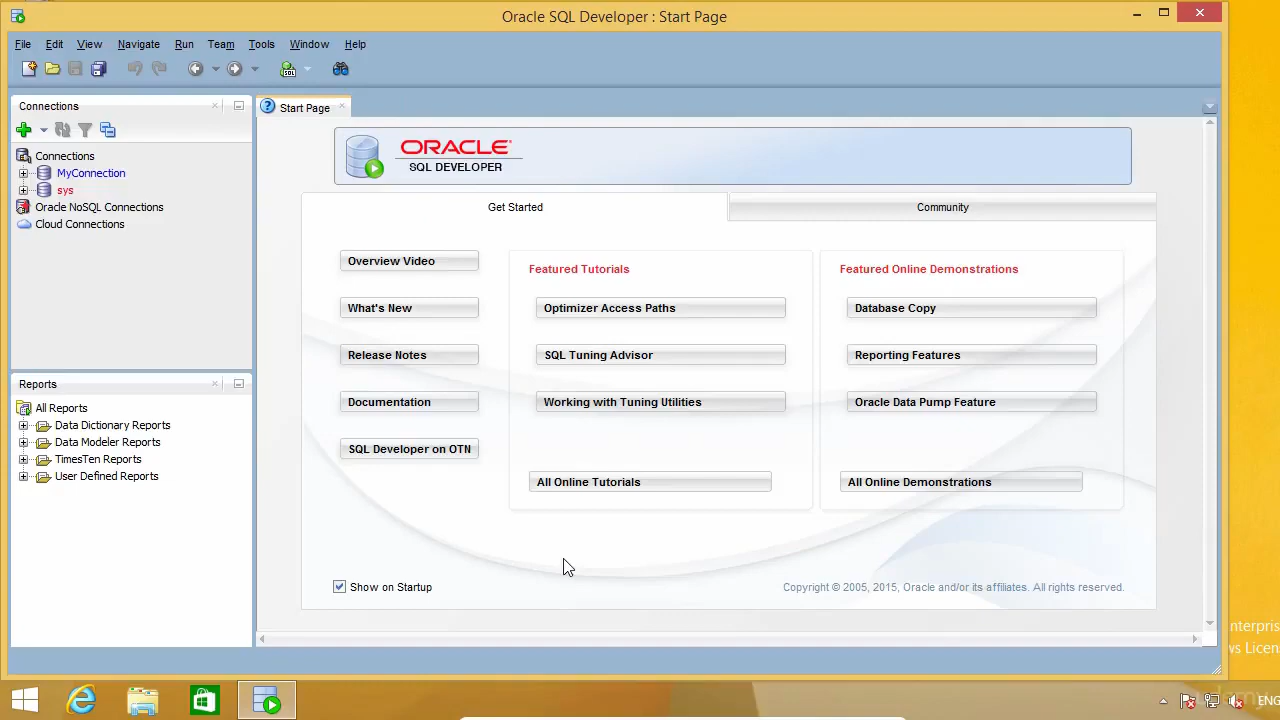 Oracle SQL Developer : Start Page
File Edit View Navigate Run Team Tools Window Help
SQL
Connections
Start Page
Connections
MyConnection
sys
Oracle NoSQL Connections
Cloud Connections
ORACLE
SQL DEVELOPER
Get Started
Community
Overview Video
What's New
Release Notes
Documentation
SQL Developer on OTN
Featured Tutorials
Optimizer Access Paths
SQL Tuning Advisor
Working with Tuning Utilities
All Online Tutorials
Featured Online Demonstrations
Database Copy
Reporting Features
Oracle Data Pump Feature
All Online Demonstrations
Show on Startup
Copyright © 2005, 2015, Oracle and/or its affiliates. All rights reserved.
Reports
All Reports
Data Dictionary Reports
Data Modeler Reports
TimesTen Reports
User Defined Reports
nterpris
ws Licen
ENG